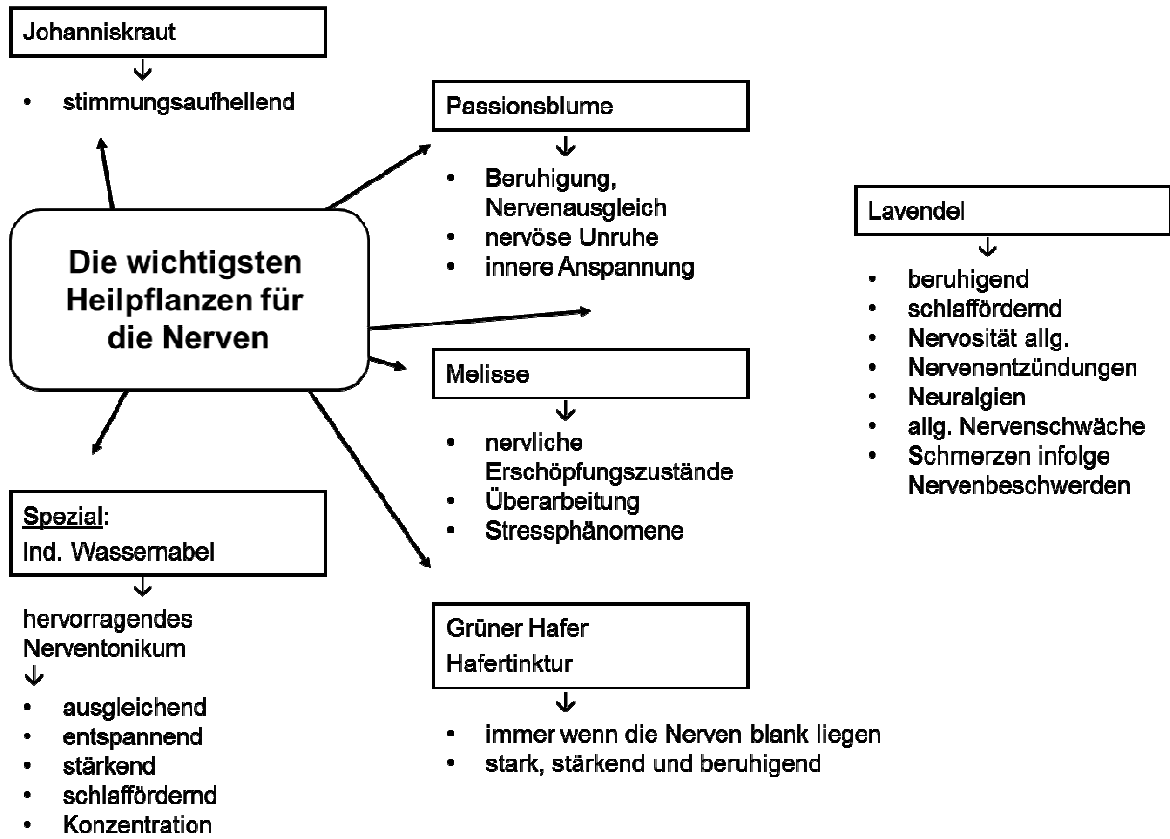 Johanniskraut
↓
• stimmungsaufhellend
Die wichtigsten
Heilpflanzen für
die Nerven
Spezial:
Ind. Wassernabel
↓
hervorragendes
Nerventonikum
↓
• ausgleichend
• entspannend
• stärkend
• schlaffördernd
• Konzentration
Passionsblume
↓
• Beruhigung,
Nervenausgleich
• nervöse Unruhe
• innere Anspannung
Melisse
↓
• nervliche
Erschöpfungszustände
• Überarbeitung
• Stressphänomene
Grüner Hafer
Hafertinktur
↓
• immer wenn die Nerven blank liegen
• stark, stärkend und beruhigend
Lavendel
↓
• beruhigend
• schlaffördernd
• Nervosität allg.
• Nervenentzündungen
• Neuralgien
• allg. Nervenschwäche
• Schmerzen infolge
Nervenbeschwerden